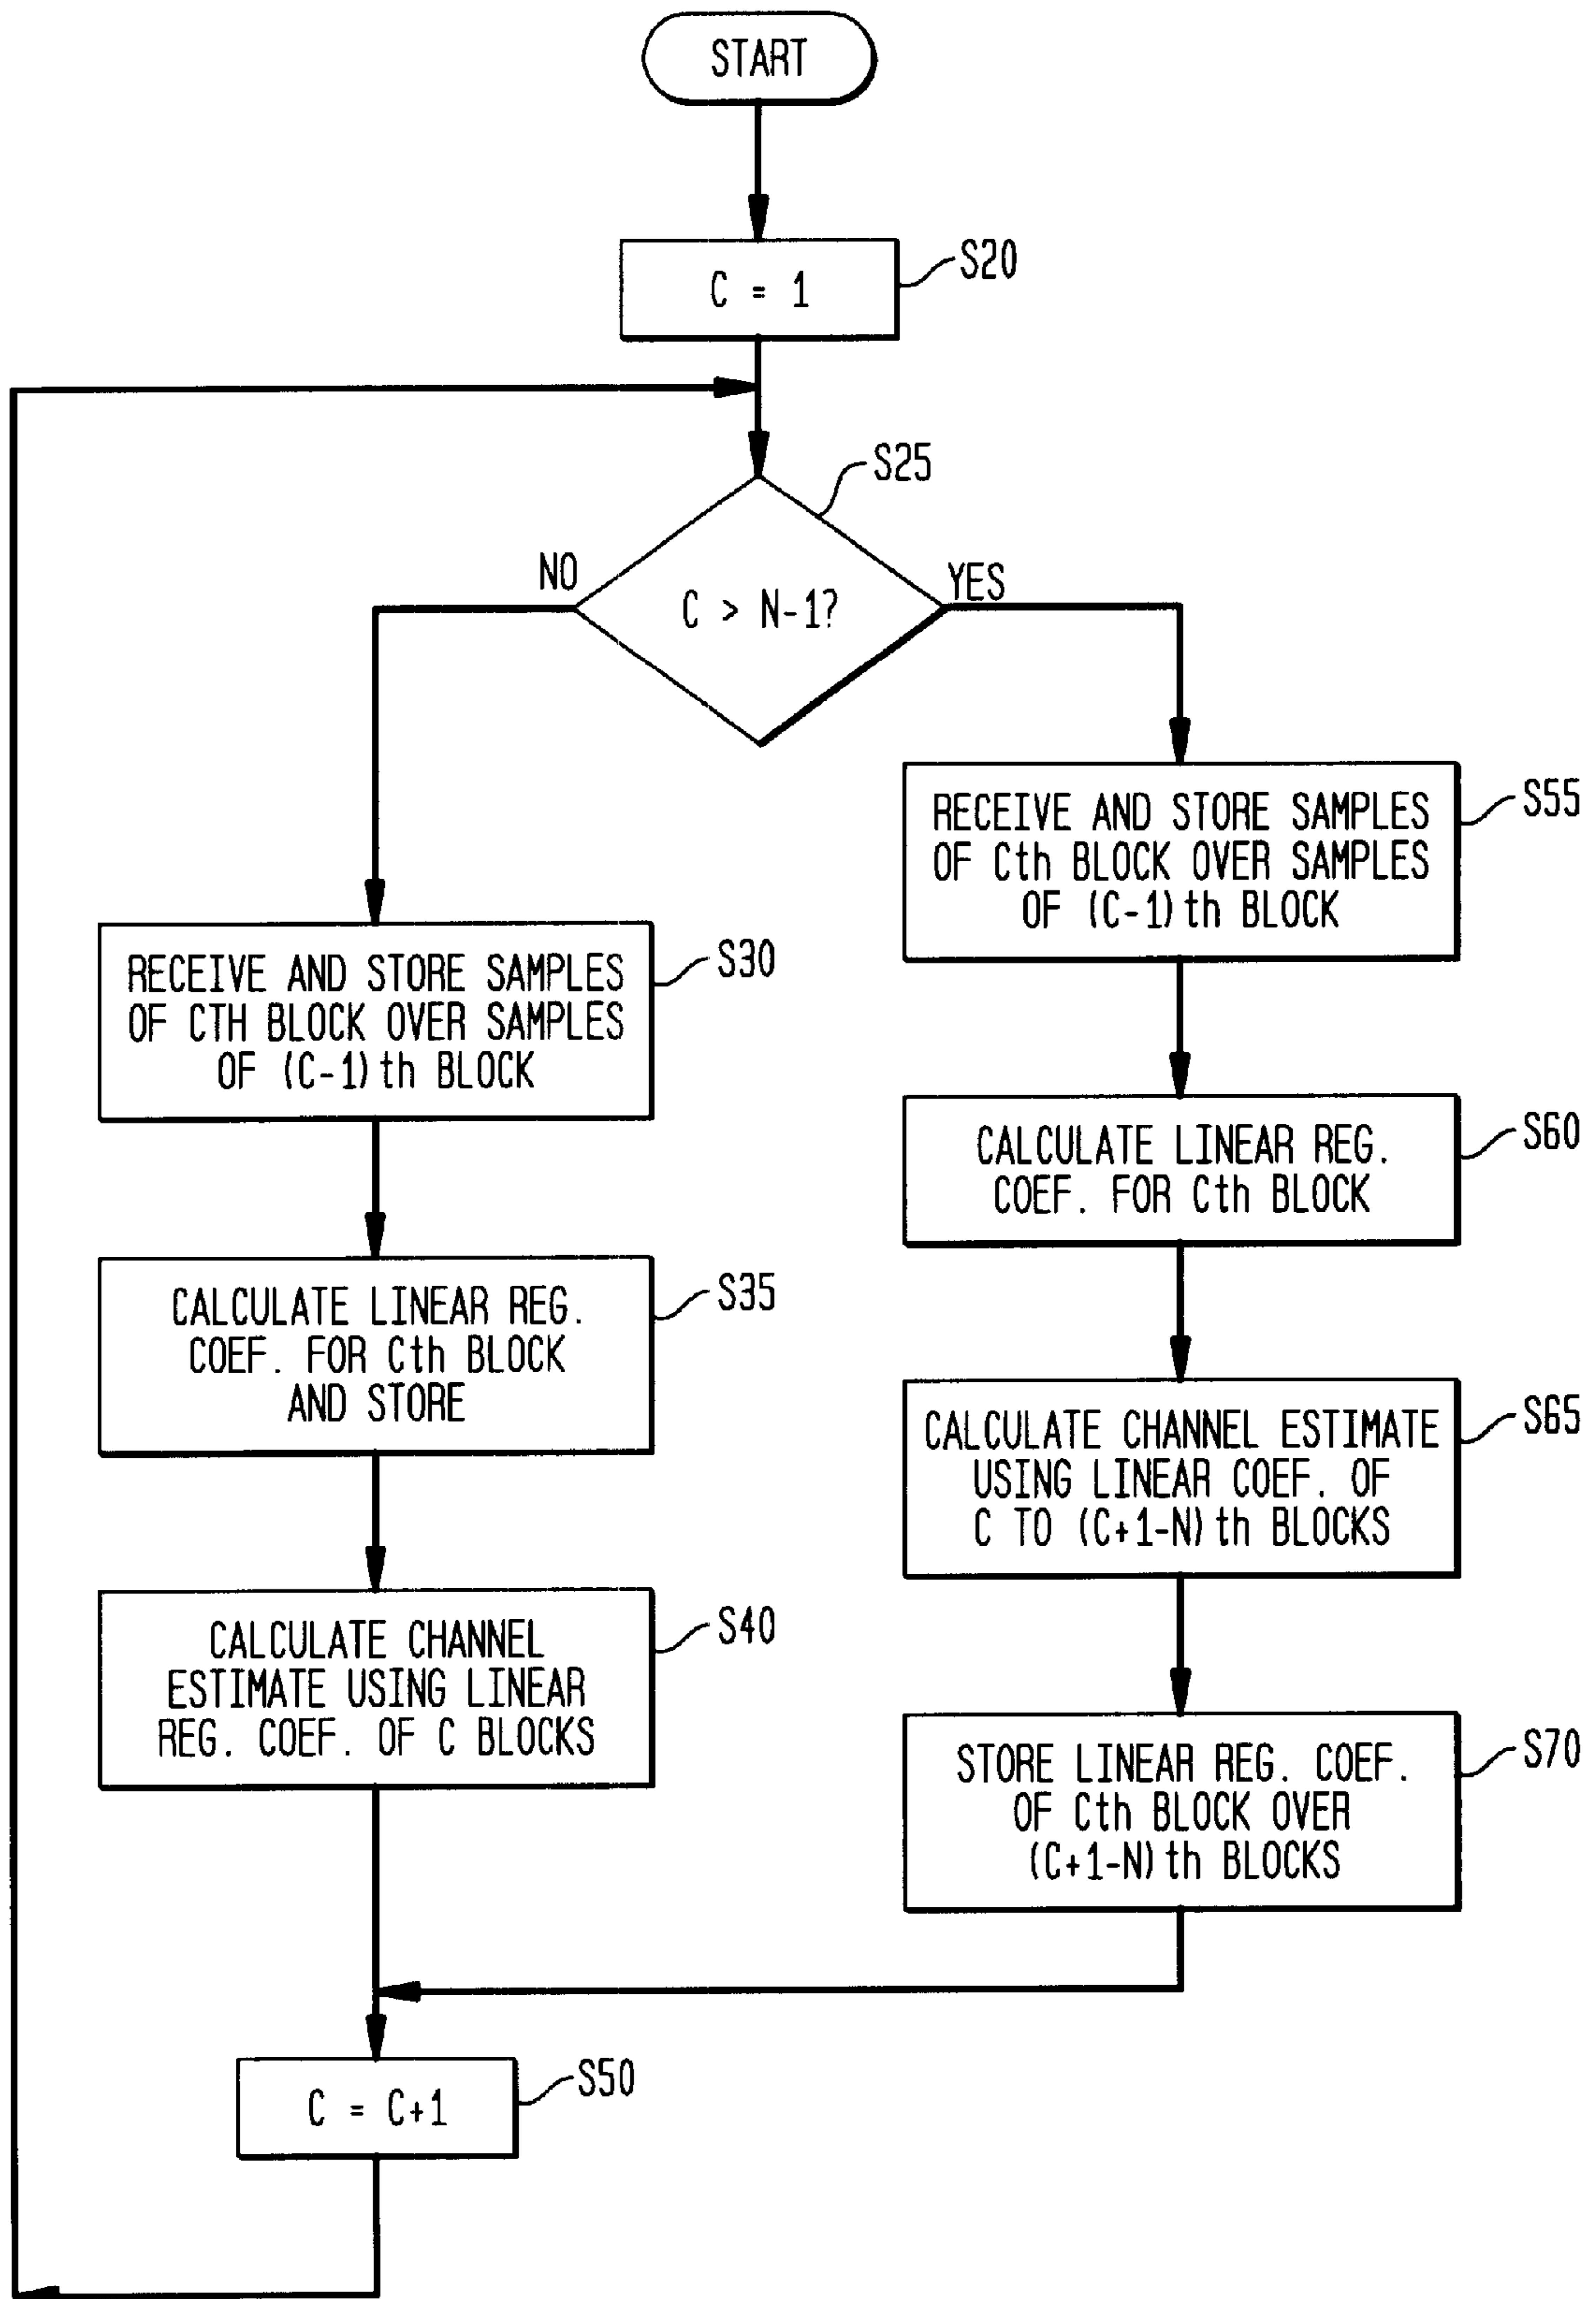 START
C = 1
S20
S25
NO
C > N-1?
YES
RECEIVE AND STORE SAMPLES
OF CTH BLOCK OVER SAMPLES
OF (C-1)th BLOCK
S30
CALCULATE LINEAR REG.
COEF. FOR Cth BLOCK
AND STORE
S35
CALCULATE CHANNEL
ESTIMATE USING LINEAR
REG. COEF. OF C BLOCKS
S40
RECEIVE AND STORE SAMPLES
OF Cth BLOCK OVER SAMPLES
OF (C-1)th BLOCK
S55
CALCULATE LINEAR REG.
COEF. FOR Cth BLOCK
S60
CALCULATE CHANNEL ESTIMATE
USING LINEAR COEF. OF
C TO (C+1-N)th BLOCKS
S65
STORE LINEAR REG. COEF.
OF Cth BLOCK OVER
(C+1-N)th BLOCKS
S70
C = C+1
S50